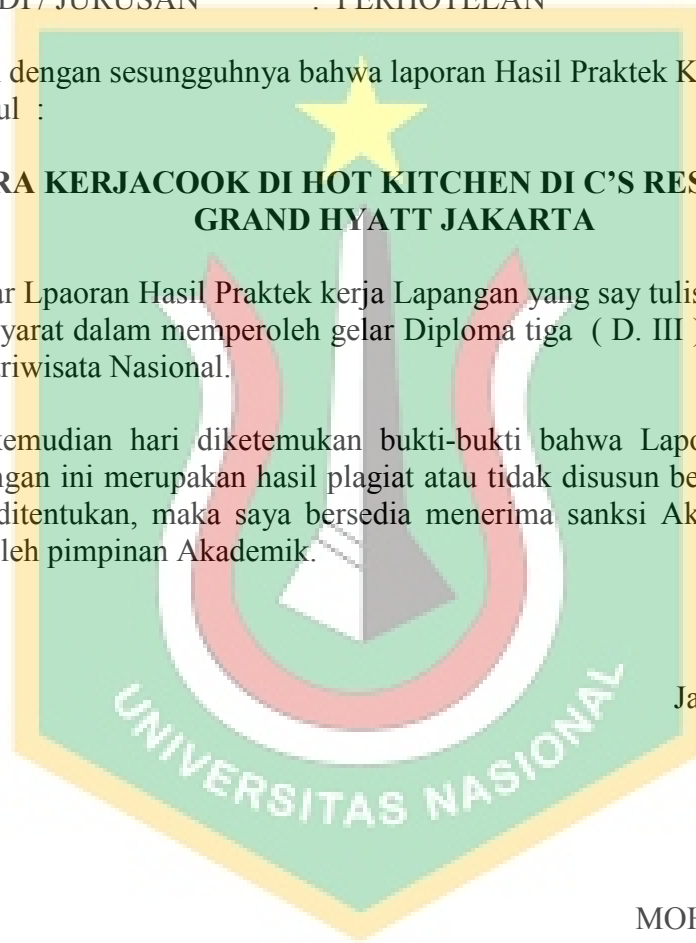 DI / JURUSAN : PERHOTELAN
dengan sesungguhnya bahwa laporan Hasil Praktek K
ul :
RA KERJACOOK DI HOT KITCHEN DI C’S RES
GRAND HYATT JAKARTA
ar Lpaoran Hasil Praktek kerja Lapangan yang say tulis
yarat dalam memperoleh gelar Diploma tiga ( D. III )
ariwisata Nasional.
kemudian hari diketemukan bukti-bukti bahwa Lapo
ngan ini merupakan hasil plagiat atau tidak disusun be
ditentukan, maka saya bersedia menerima sanksi Ak
leh pimpinan Akademik.
Ja
UNIVERSITAS NASIONAL
MOH